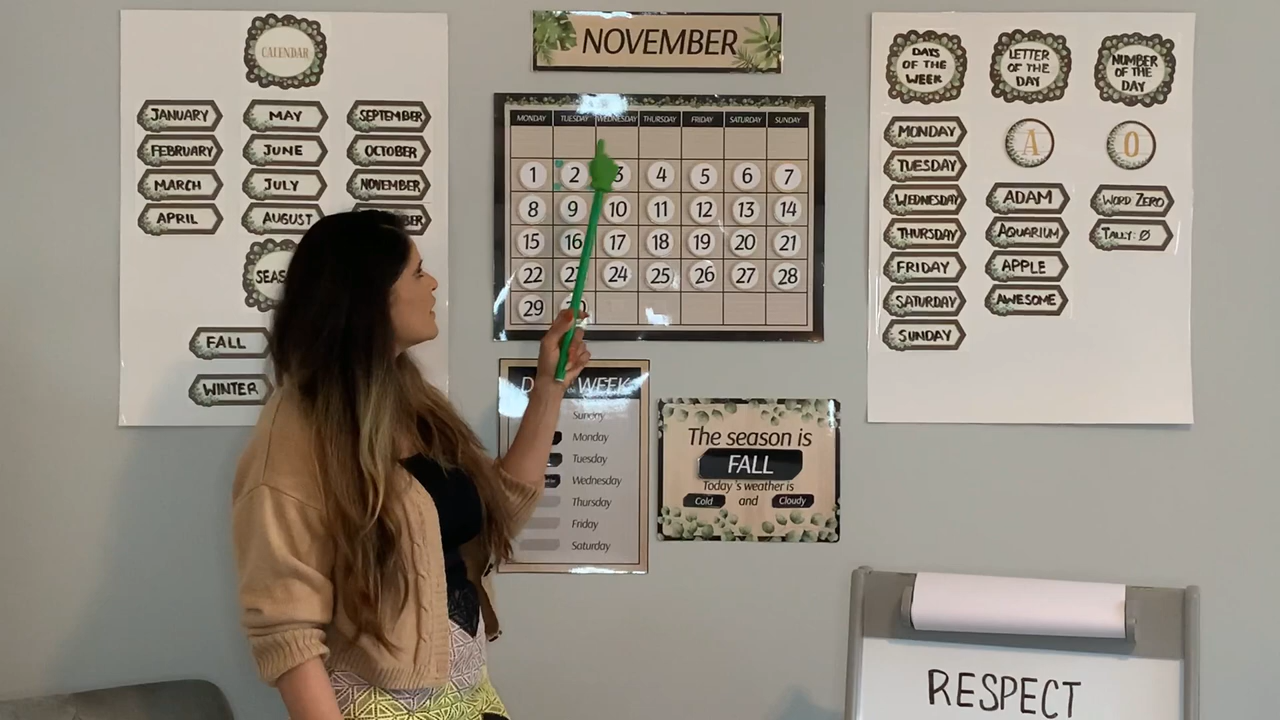 CALENDAR
JANUARY
FEBRUARY
MARCH
APRIL
MAY
JUNE
JULY
AUGUST
SEPTEMBER
OCTOBER
NOVEMBER
FALL
WINTER
NOVEMBER
MONDAY TUESDAY WEDNESDAY THURSDAY FRIDAY SATURDAY SUNDAY
1 2 3 4 5 6 7
8 9 10 11 12 13 14
15 16 17 18 19 20 21
22 23 24 25 26 27 28
29 30
WEEK
Sunday
Monday
Tuesday
Wednesday
Thursday
Friday
Saturday
The season is
FALL
Today's weather is
Cold and Cloudy
DAYS
OF THE
WEEK
MONDAY
TUESDAY
WEDNESDAY
THURSDAY
FRIDAY
SATURDAY
SUNDAY
LETTER
OF THE
DAY
A
ADAM
AQUARIUM
APPLE
AWESOME
NUMBER
OF THE
DAY
0
WORD ZERO
TALLY: Ø
RESPECT